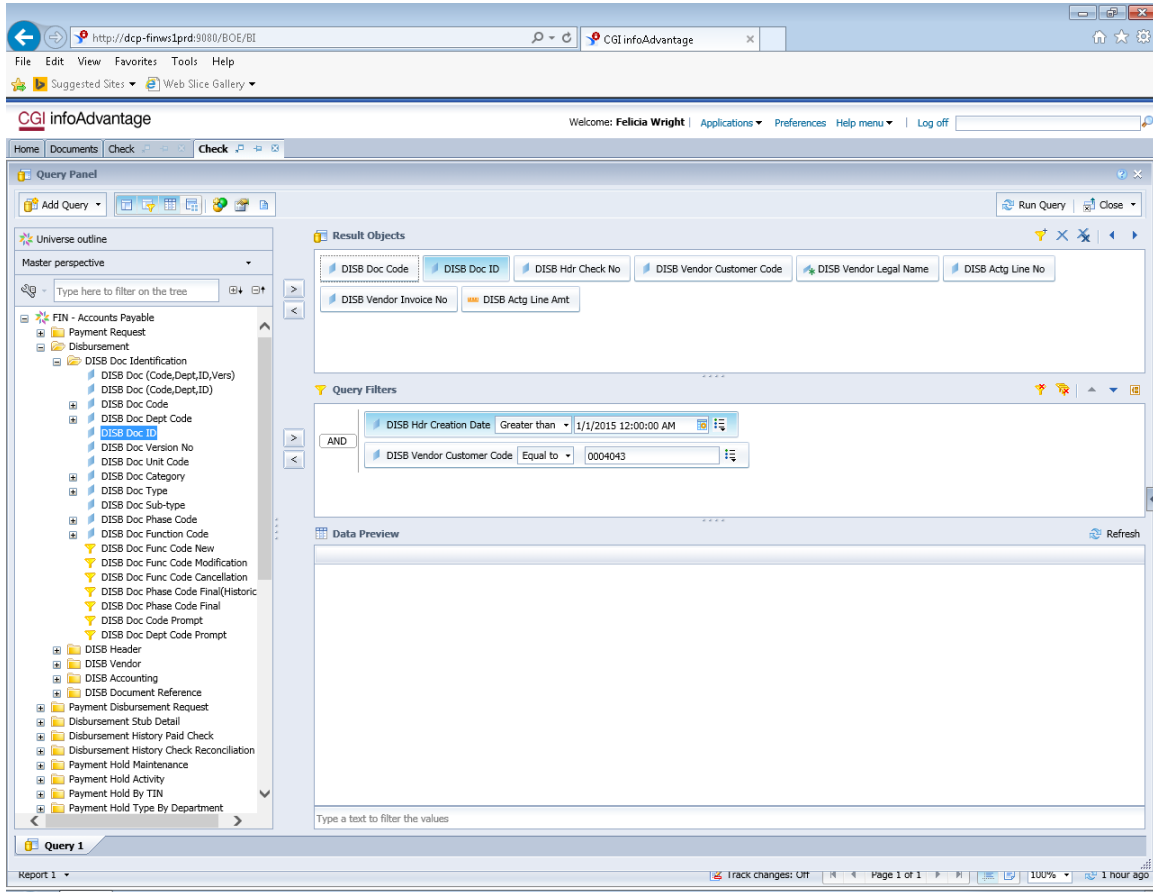 http://dcp-finws1prd:9080/BOE/BI
CGI infoAdvantage
File Edit View Favorites Tools Help
Suggested Sites Web Slice Gallery
CGI infoAdvantage
Welcome: Felicia Wright | Applications Preferences Help menu | Log off
Home Documents Check Check
Query Panel
Add Query
Run Query Close
Universe outline
Master perspective
Type here to filter on the tree
FIN - Accounts Payable
Payment Request
Disbursement
DISB Doc Identification
DISB Doc (Code,Dept,ID,Vers)
DISB Doc (Code,Dept,ID)
DISB Doc Code
DISB Doc Dept Code
DISB Doc ID
DISB Doc Version No
DISB Doc Unit Code
DISB Doc Category
DISB Doc Type
DISB Doc Sub-type
DISB Doc Phase Code
DISB Doc Function Code
DISB Doc Func Code New
DISB Doc Func Code Modification
DISB Doc Func Code Cancellation
DISB Doc Phase Code Final(Historic
DISB Doc Phase Code Final
DISB Doc Code Prompt
DISB Doc Dept Code Prompt
DISB Header
DISB Vendor
DISB Accounting
DISB Document Reference
Payment Disbursement Request
Disbursement Stub Detail
Disbursement History Paid Check
Disbursement History Check Reconciliation
Payment Hold Maintenance
Payment Hold Activity
Payment Hold By TIN
Payment Hold Type By Department
Result Objects
DISB Doc Code DISB Doc ID DISB Hdr Check No DISB Vendor Customer Code DISB Vendor Legal Name DISB Actg Line No
DISB Vendor Invoice No DISB Actg Line Amt
Query Filters
AND
DISB Hdr Creation Date Greater than 1/1/2015 12:00:00 AM
DISB Vendor Customer Code Equal to 0004043
Data Preview
Refresh
Type a text to filter the values
Query 1
Report 1
Track changes: Off Page 1 of 1 100% 1 hour ago